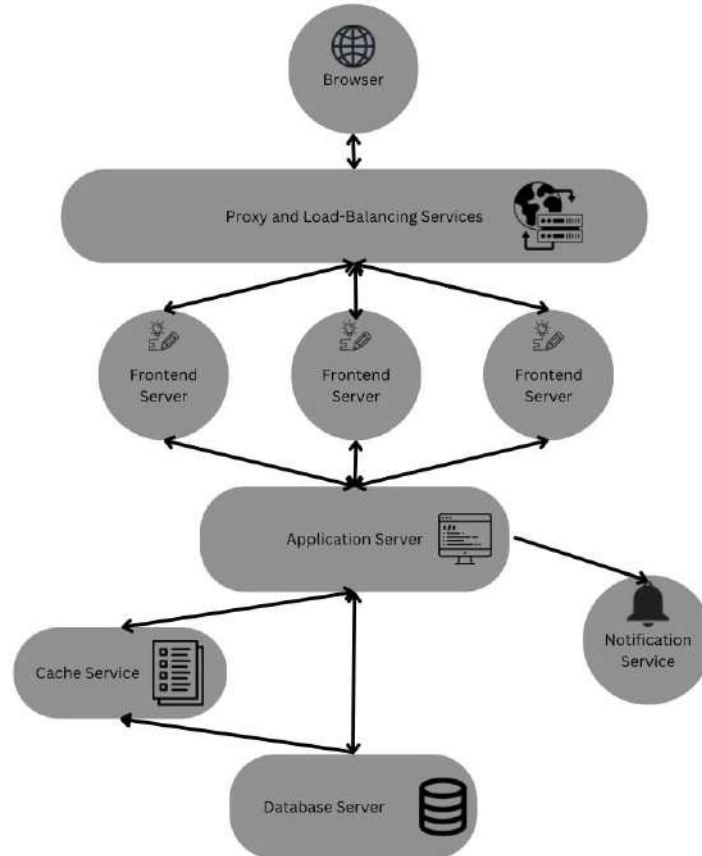 Browser
Proxy and Load-Balancing Services
Frontend
Server
Frontend
Server
Frontend
Server
Application Server
Notification
Service
Cache Service
Database Server